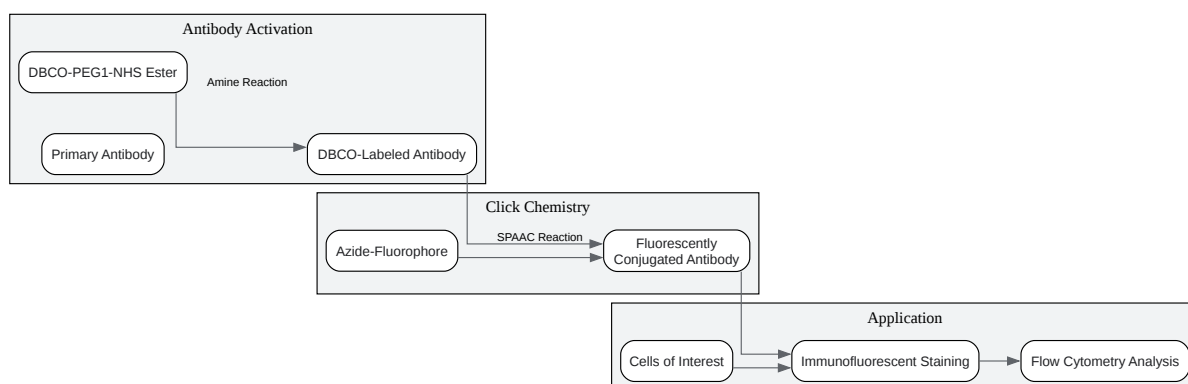 Antibody Activation
DBCO-PEG1-NHS Ester
Amine Reaction
Primary Antibody
DBCO-Labeled Antibody
Click Chemistry
Azide-Fluorophore
SPAAC Reaction
Fluorescently
Conjugated Antibody
Application
Cells of Interest
Immunofluorescent Staining
Flow Cytometry Analysis